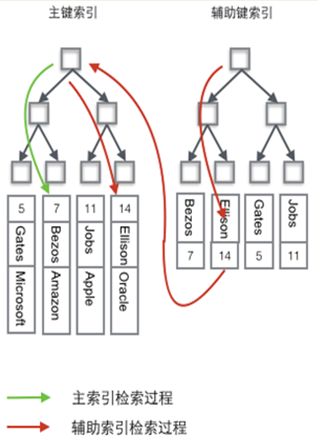 主键索引
辅助键索引
5
Gates Microsoft
7
Bezos Amazon
11
Jobs Apple
14
Ellison Oracle
Bezos
7
Ellison
14
Gates
5
Jobs
11
主索引检索过程
辅助索引检索过程